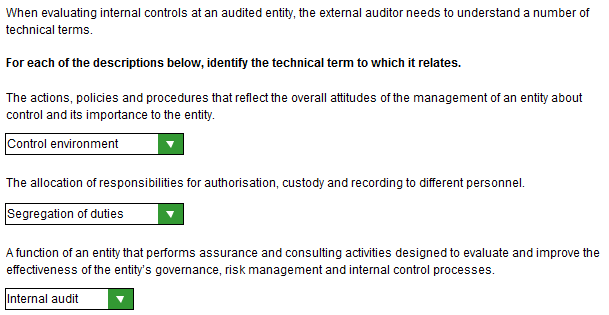 When evaluating internal controls at an audited entity, the external auditor needs to understand a number of
technical terms.
For each of the descriptions below, identify the technical term to which it relates.
The actions, policies and procedures that reflect the overall attitudes of the management of an entity about
control and its importance to the entity.
Control environment
The allocation of responsibilities for authorisation, custody and recording to different personnel.
Segregation of duties
A function of an entity that performs assurance and consulting activities designed to evaluate and improve the
effectiveness of the entity's governance, risk management and internal control processes.
Internal audit